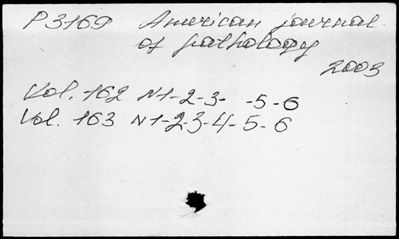 P3169 American journal
of pathology
2003
Vol. 162 N1-2-3- -5-6
Vol. 163 N1-2-3-4-5-6